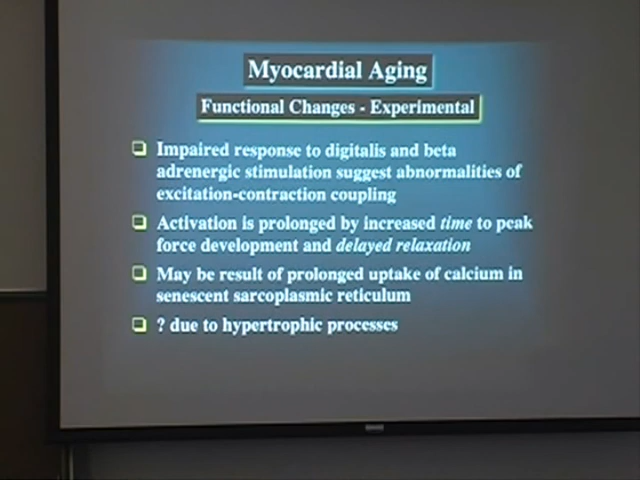 Myocardial Aging
Functional Changes - Experimental
Impaired response to digitalis and beta
adrenergic stimulation suggest abnormalities of
excitation-contraction coupling
Activation is prolonged by increased time to peak
force development and delayed relaxation
May be result of prolonged uptake of calcium in
senescent sarcoplasmic reticulum
? due to hypertrophic processes